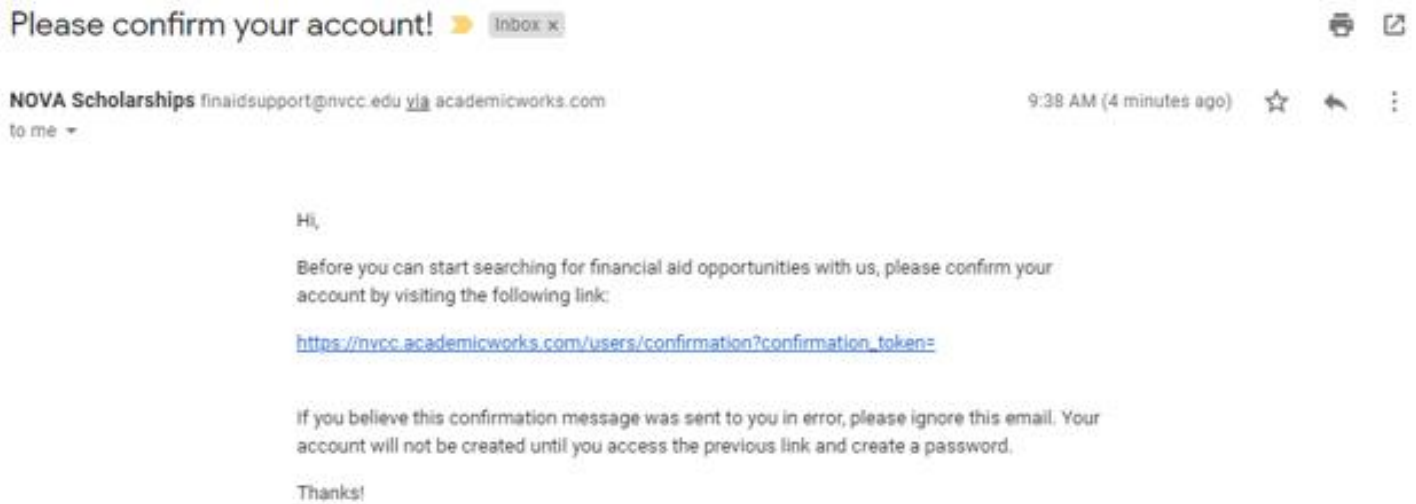 Please confirm your account! Inbox x
NOVA Scholarships finaidsupport@nvcc.edu via academicworks.com 9:38 AM (4 minutes ago)
to me
Hi,
Before you can start searching for financial aid opportunities with us, please confirm your
account by visiting the following link:
https://nvcc.academicworks.com/users/confirmation?confirmation_token=
If you believe this confirmation message was sent to you in error, please ignore this email. Your
account will not be created until you access the previous link and create a password.
Thanks!